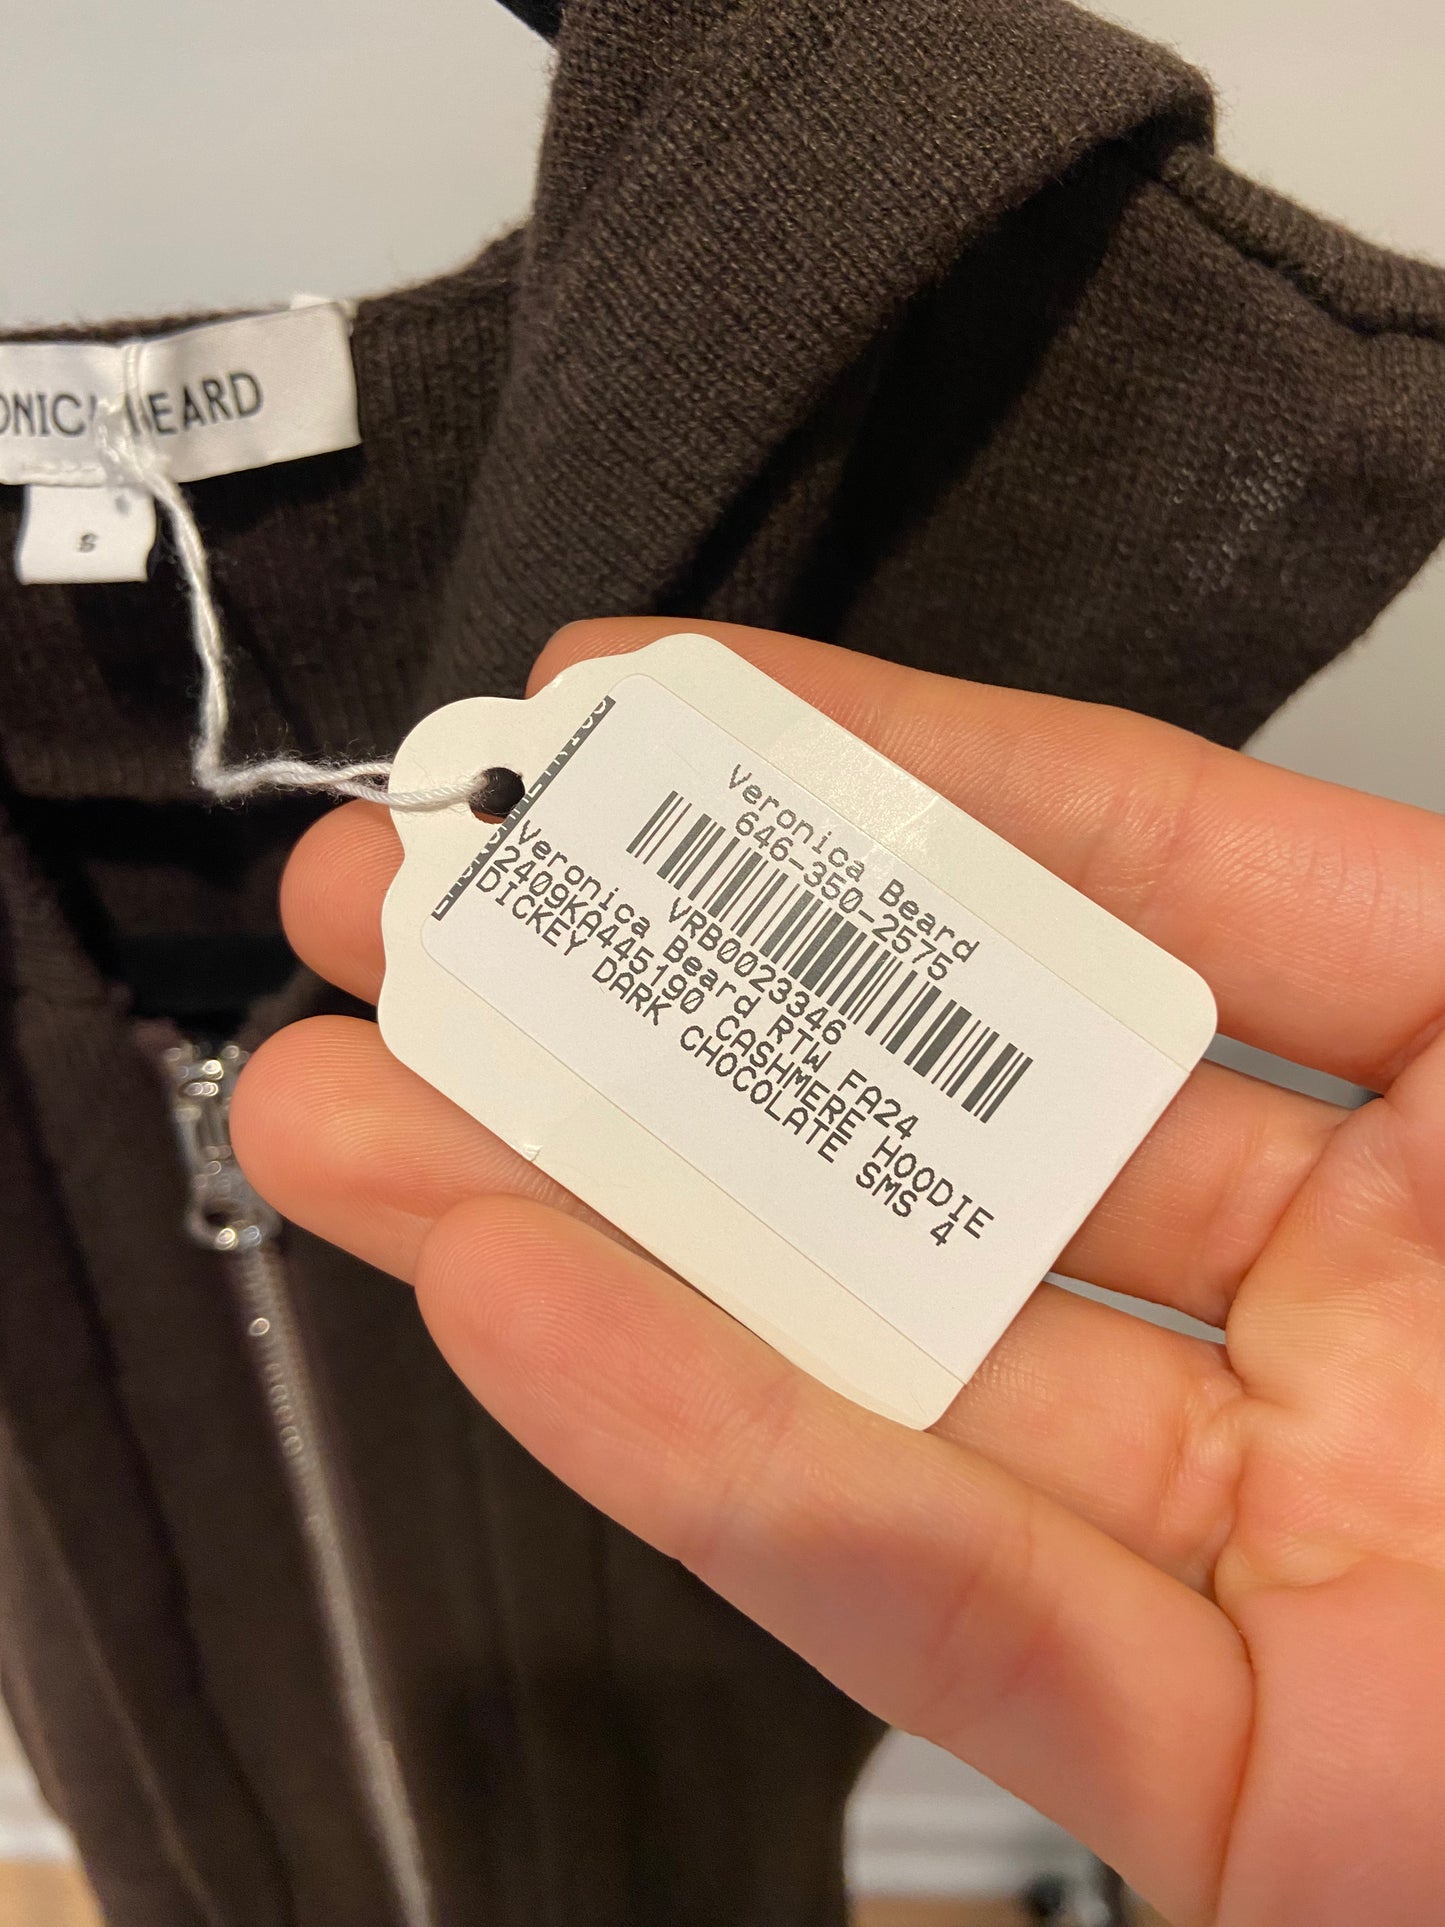 BEARD
S
Veronica Beard
646-350-2575
VRB0023346
Veronica Beard RTW FA24
2409KA445190 CASHMERE HOODIE
DICKEY DARK CHOCOLATE SMS 4